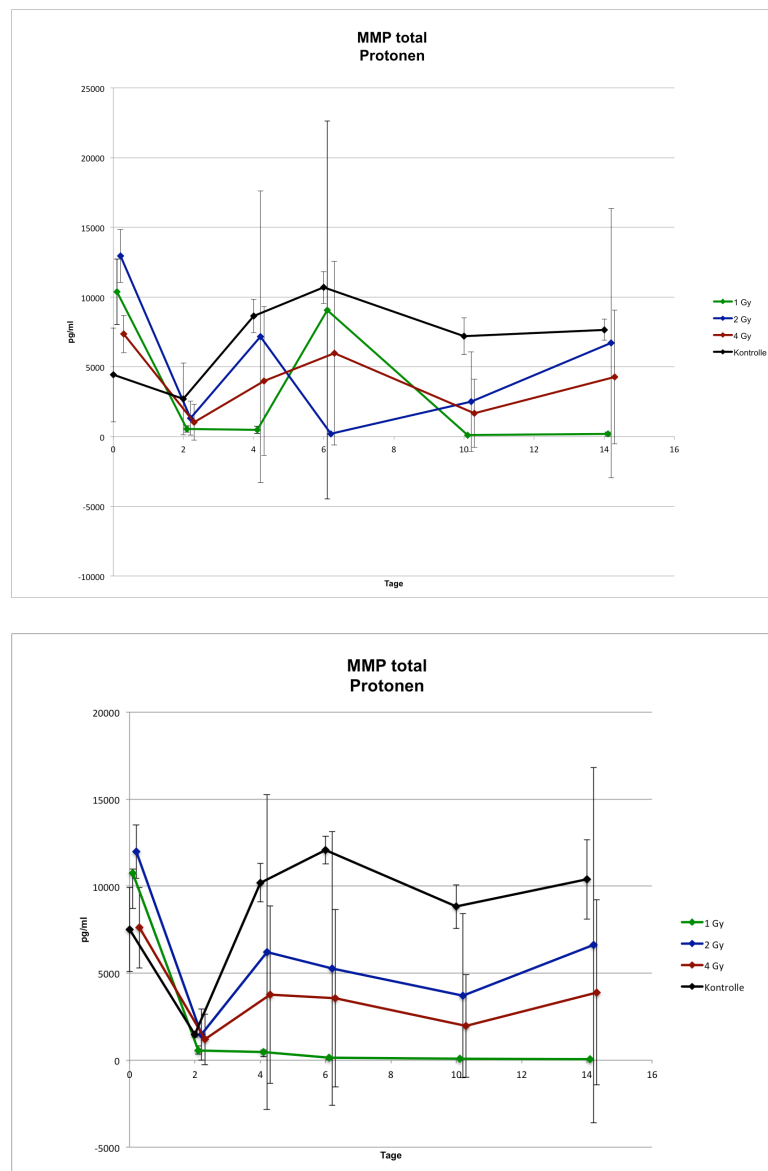 MMP total
Protonen
25000
20000
15000
10000
5000
0
-5000
-10000
pg/ml
0 2 4 6 8 10 12 14 16
Tage
1 Gy
2 Gy
4 Gy
Kontrolle
MMP total
Protonen
20000
15000
10000
5000
0
-5000
pg/ml
0 2 4 6 8 10 12 14 16
Tage
1 Gy
2 Gy
4 Gy
Kontrolle